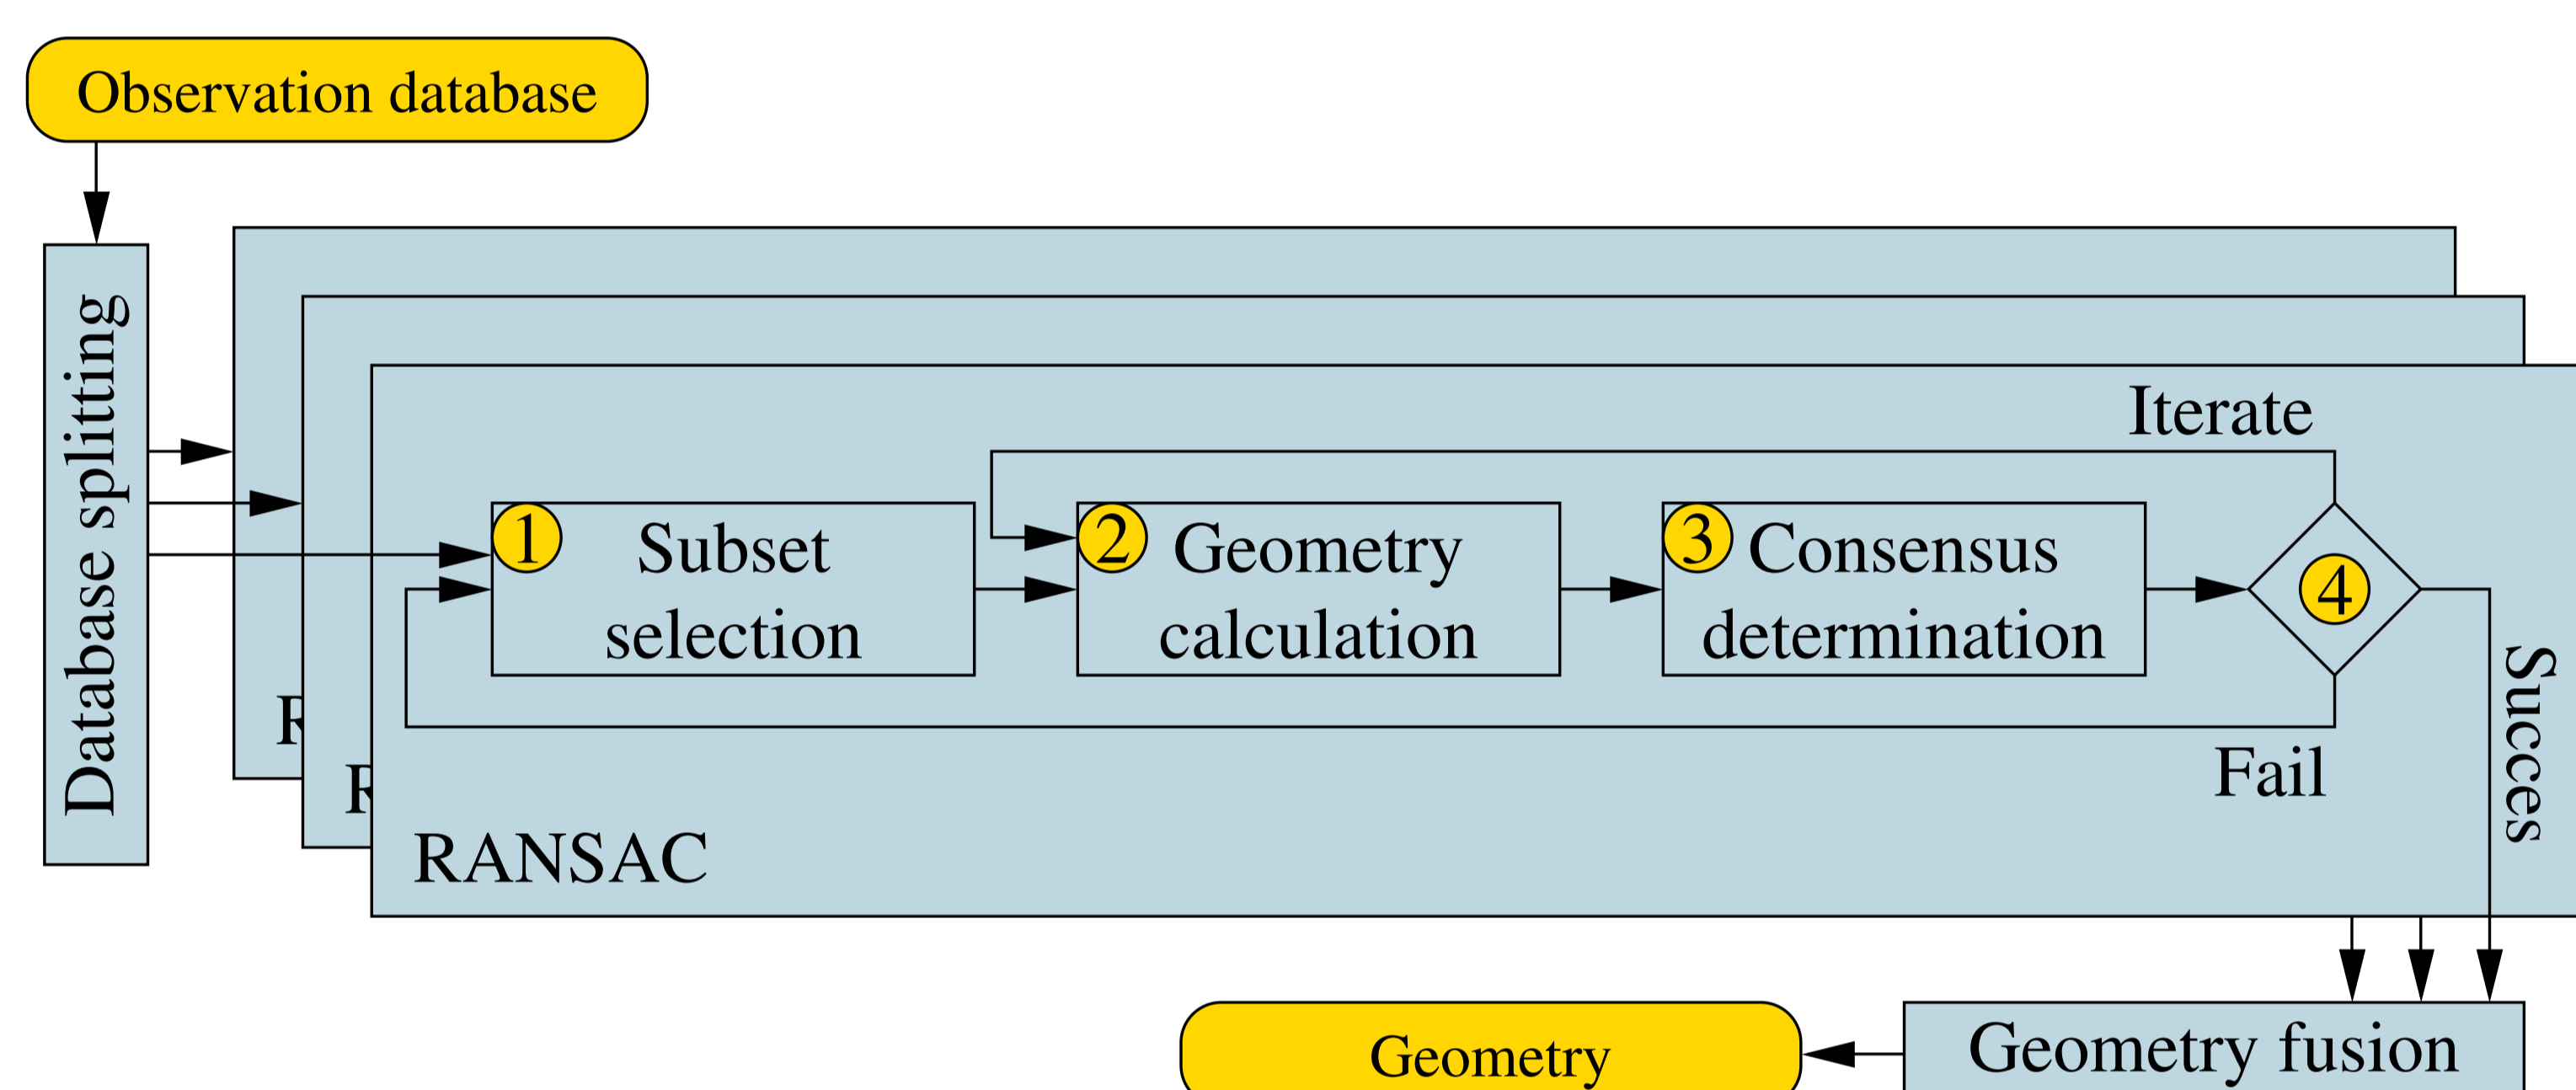 Observation database
Database splitting
Iterate
1
Subset
selection
2
Geometry
calculation
3
Consensus
determination
4
Succes
Fail
R
R
RANSAC
Geometry
Geometry fusion